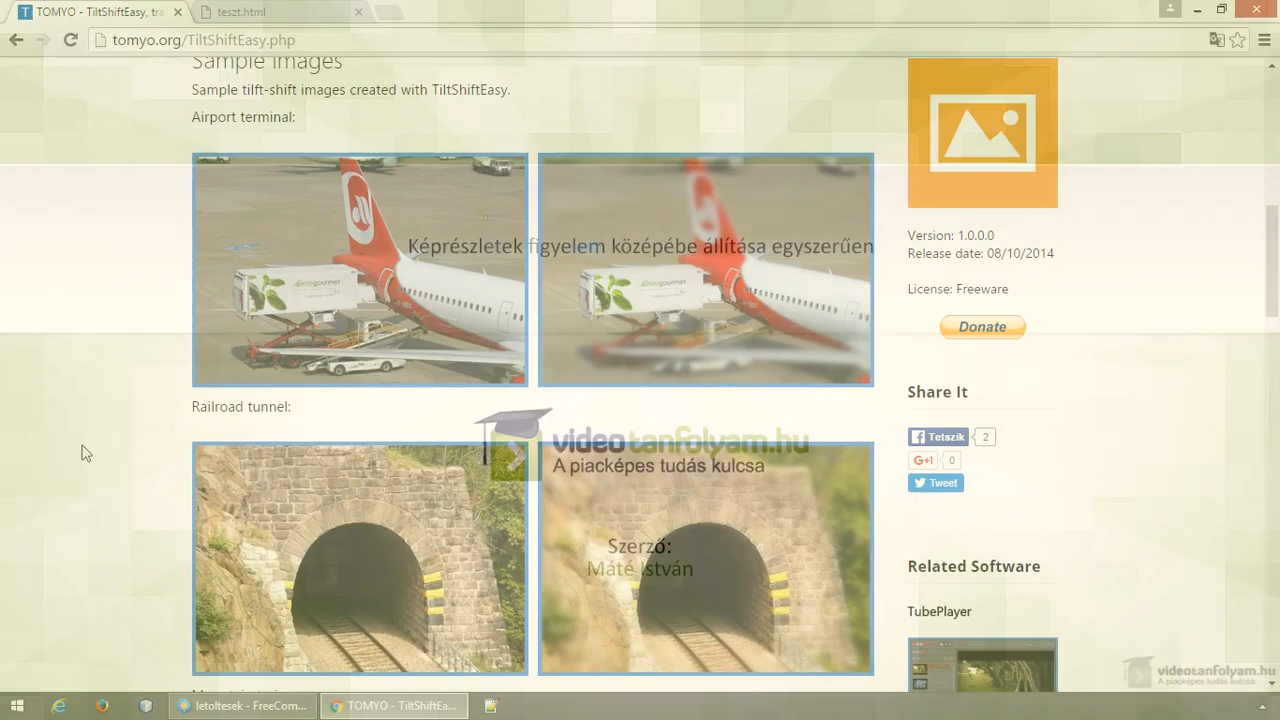 TOMYO - TiltShiftEasy, tra
teszt.html
tomyo.org/TiltShiftEasy.php
Sample images
Sample tilft-shift images created with TiltShiftEasy.
Airport terminal:
Képrészletek figyelem középébe állítása egyszerűen
Version: 1.0.0.0
Release date: 08/10/2014
License: Freeware
Donate
Share It
Railroad tunnel:
Tetszik 2
videotanfolyam.hu
A piacképes tudás kulcsa
G+1 0
Tweet
Szerző:
Máté István
Related Software
TubePlayer
videotanfolyam.hu
A piacképes tudás kulcsa
letoltesek - FreeCom...
TOMYO - TiltShiftEa...